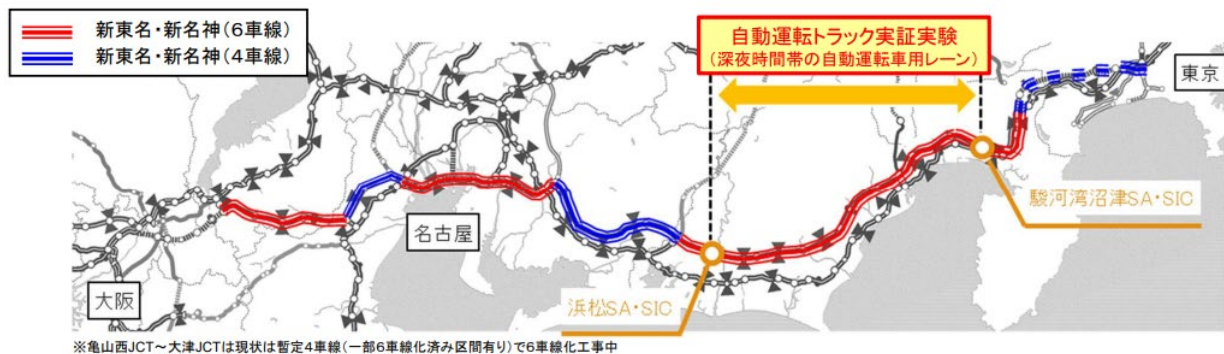 新東名・新名神(6車線)
新東名・新名神(4車線)
自動運転トラック実証実験
(深夜時間帯の自動運転車用レーン)
東京
駿河湾沼津SA・SIC
名古屋
大阪
浜松SA・SIC
※亀山西JCT～大津JCTは現状は暫定4車線(一部6車線化済み区間有り)で6車線化工事中